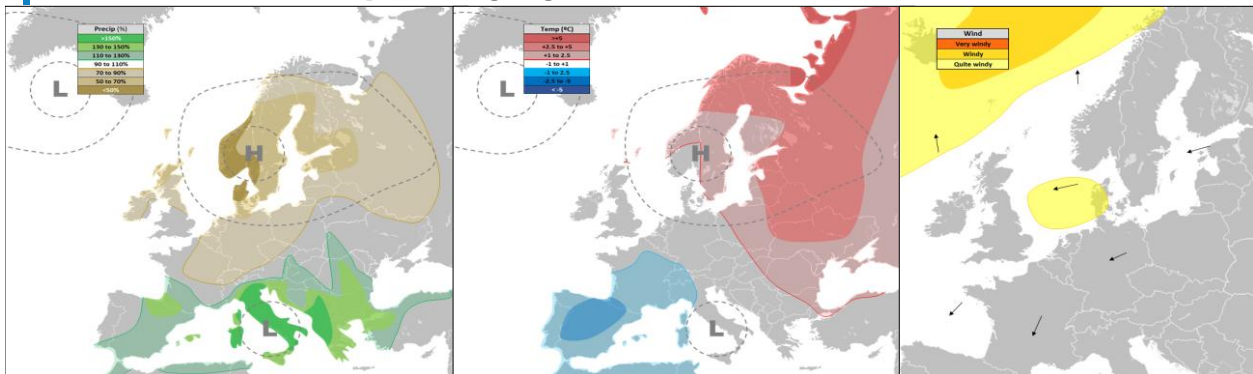 Precip (%)
>150%
130 to 150%
110 to 130%
90 to 110%
70 to 90%
50 to 70%
<50%
L
H
L
Temp (ºC)
>+5
+2.5 to +5
+1 to 2.5
-1 to +1
-1 to 2.5
-2.5 to -5
< -5
L
H
L
Wind
Very windy
Windy
Quite windy